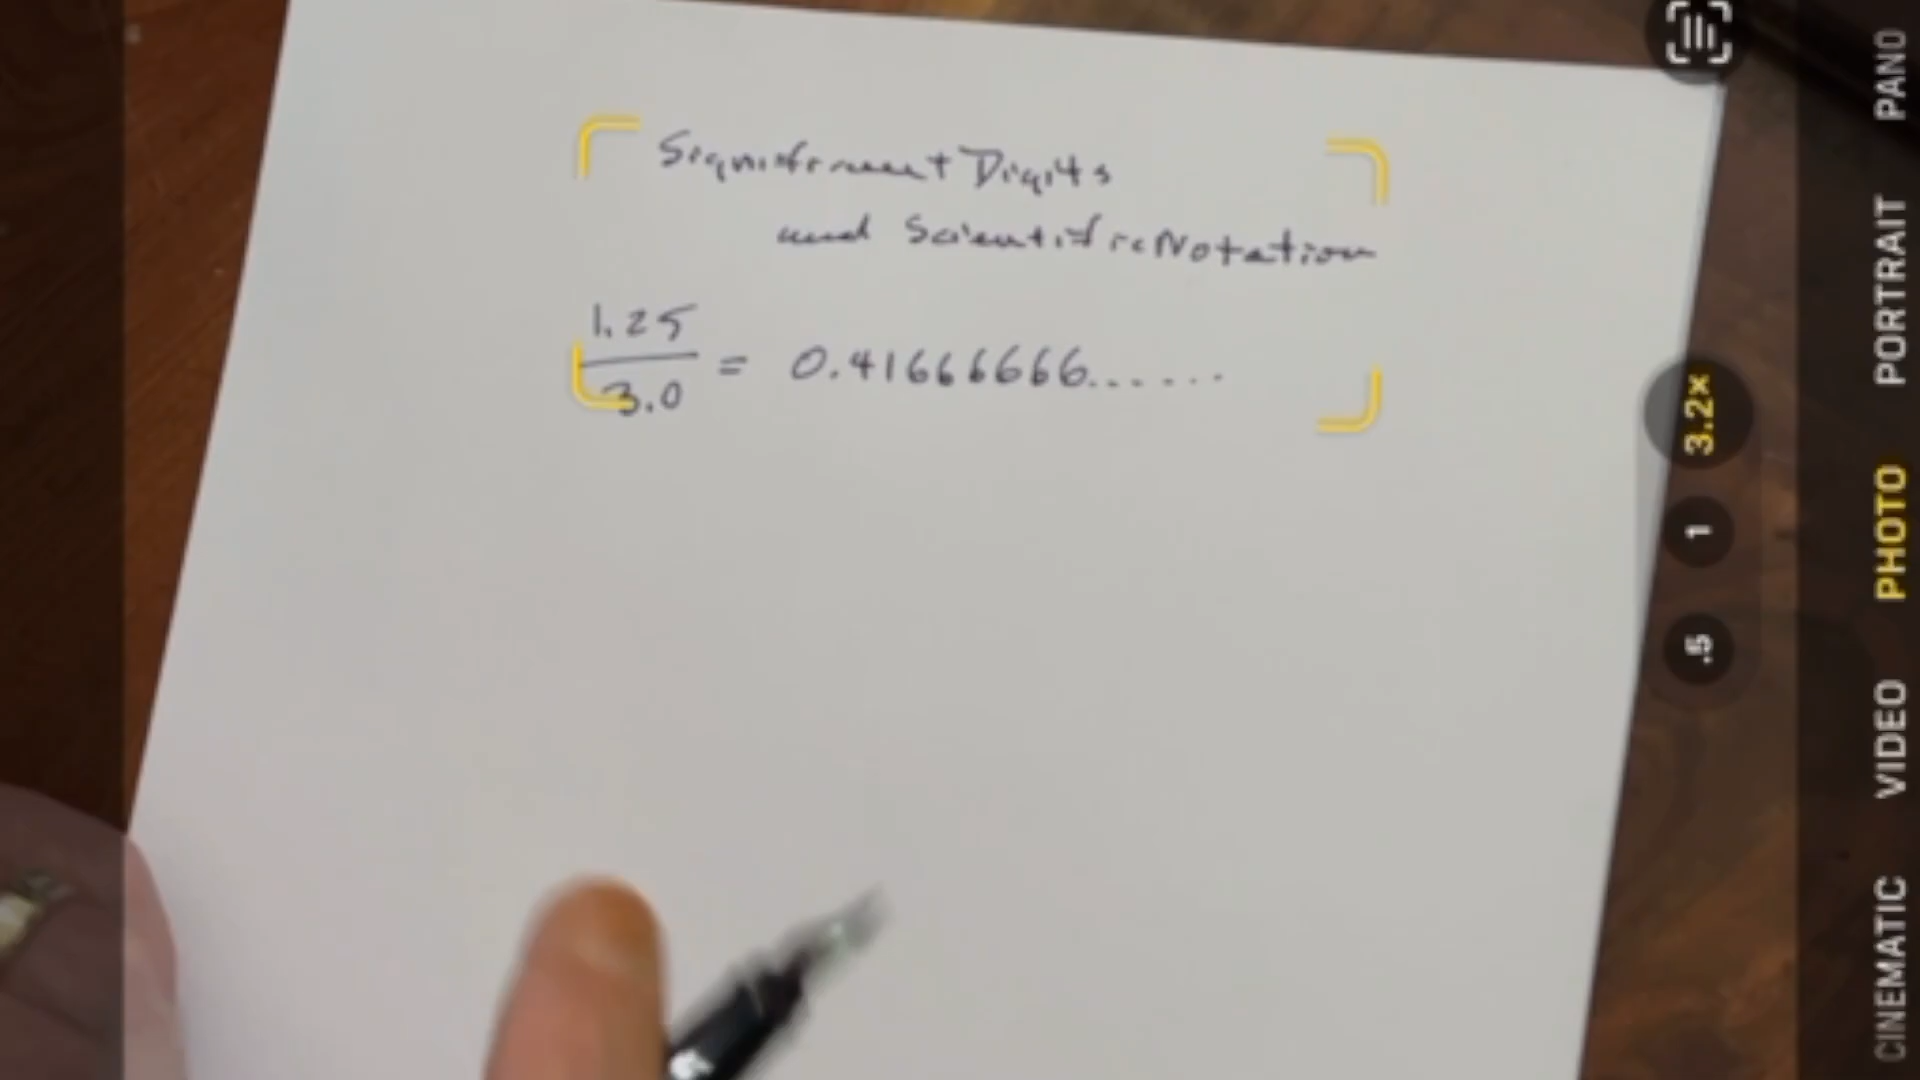 Significant Digits
and Scientific Notation
1.25
3.0
= 0.41666666.......
3.2×
1
.5
PANO
PORTRAIT
PHOTO
VIDEO
CINEMATIC